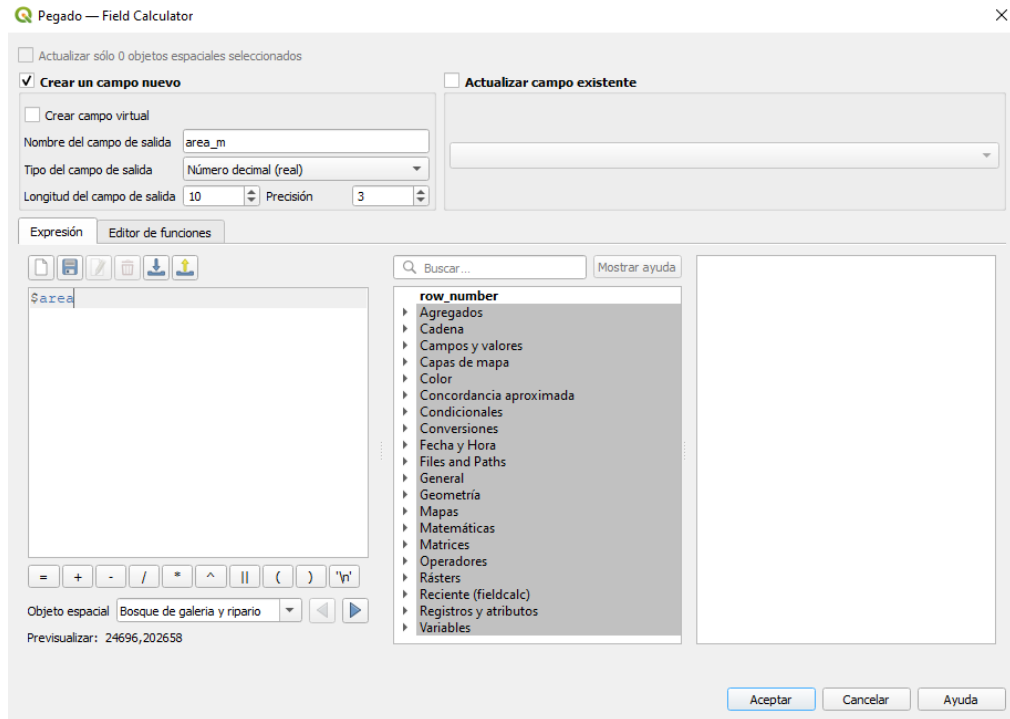 Pegado — Field Calculator
Actualizar sólo 0 objetos espaciales seleccionados
Crear un campo nuevo
Actualizar campo existente
Crear campo virtual
Nombre del campo de salida area_m
Tipo del campo de salida Número decimal (real)
Longitud del campo de salida 10 Precisión 3
Expresión Editor de funciones
Buscar... Mostrar ayuda
$area
row_number
Agregados
Cadena
Campos y valores
Capas de mapa
Color
Concordancia aproximada
Condicionales
Conversiones
Fecha y Hora
Files and Paths
General
Geometría
Mapas
Matemáticas
Matrices
Operadores
Rásters
Reciente (fieldcalc)
Registros y atributos
Variables
= + - / * ^ || ( ) '\n'
Objeto espacial Bosque de galeria y ripario
Previsualizar: 24696,202658
Aceptar Cancelar Ayuda